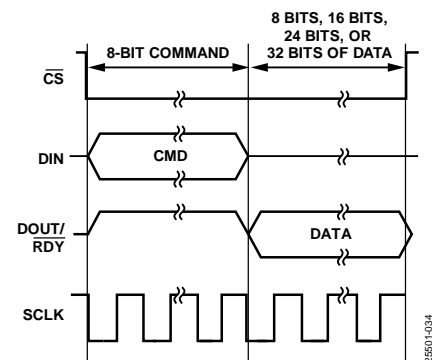 8 BITS, 16 BITS,
24 BITS, OR
8-BIT COMMAND 32 BITS OF DATA
CS
DIN
CMD
DOUT/
RDY
DATA
SCLK
25501-034